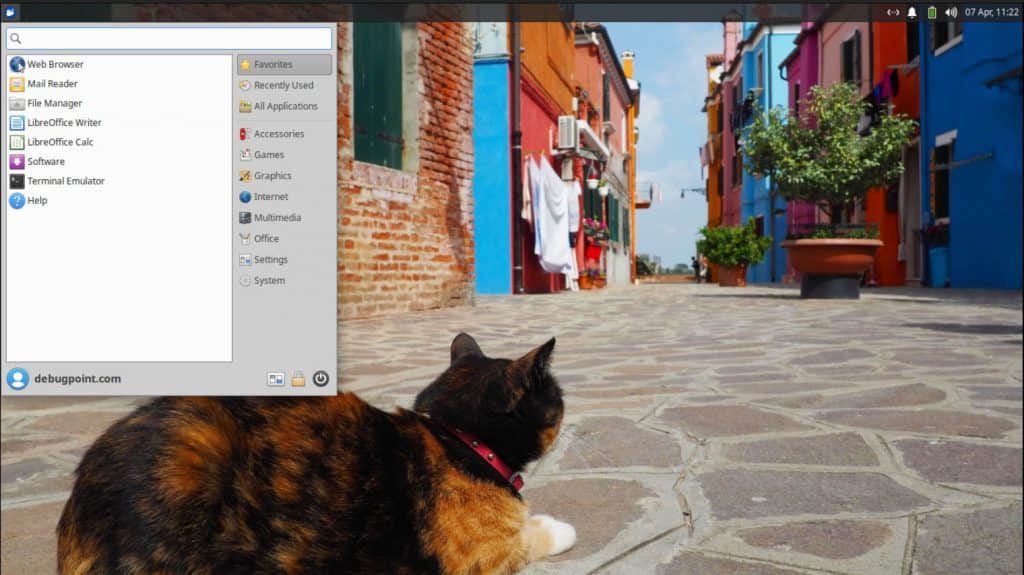 07 Apr, 11:22
Web Browser
Mail Reader
File Manager
LibreOffice Writer
LibreOffice Calc
Software
Terminal Emulator
Help
Favorites
Recently Used
All Applications
Accessories
Games
Graphics
Internet
Multimedia
Office
Settings
System
debugpoint.com